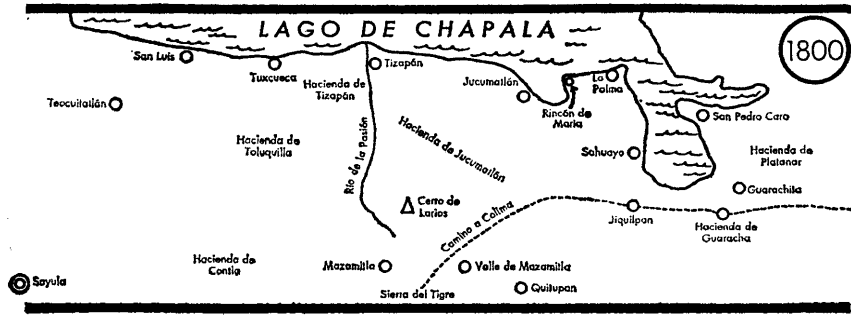 LAGO DE CHAPALA
1800
San Luis
Tuxcueca
Tizapán
Hacienda de
Tizapán
Jucumatlán
La
Palma
Rincón de
María
Teocuitatlán
San Pedro Caro
Hacienda de
Toluquilla
Río de la Pasión
Hacienda de Jucumatlán
Sahuayo
Hacienda de
Platanar
Guarachita
Cerro de
Larios
Camino a Colima
Jiquilpan
Hacienda de
Guaracha
Hacienda de
Contla
Mazamitla
Valle de Mazamitla
Sayula
Sierra del Tigre
Quitupan